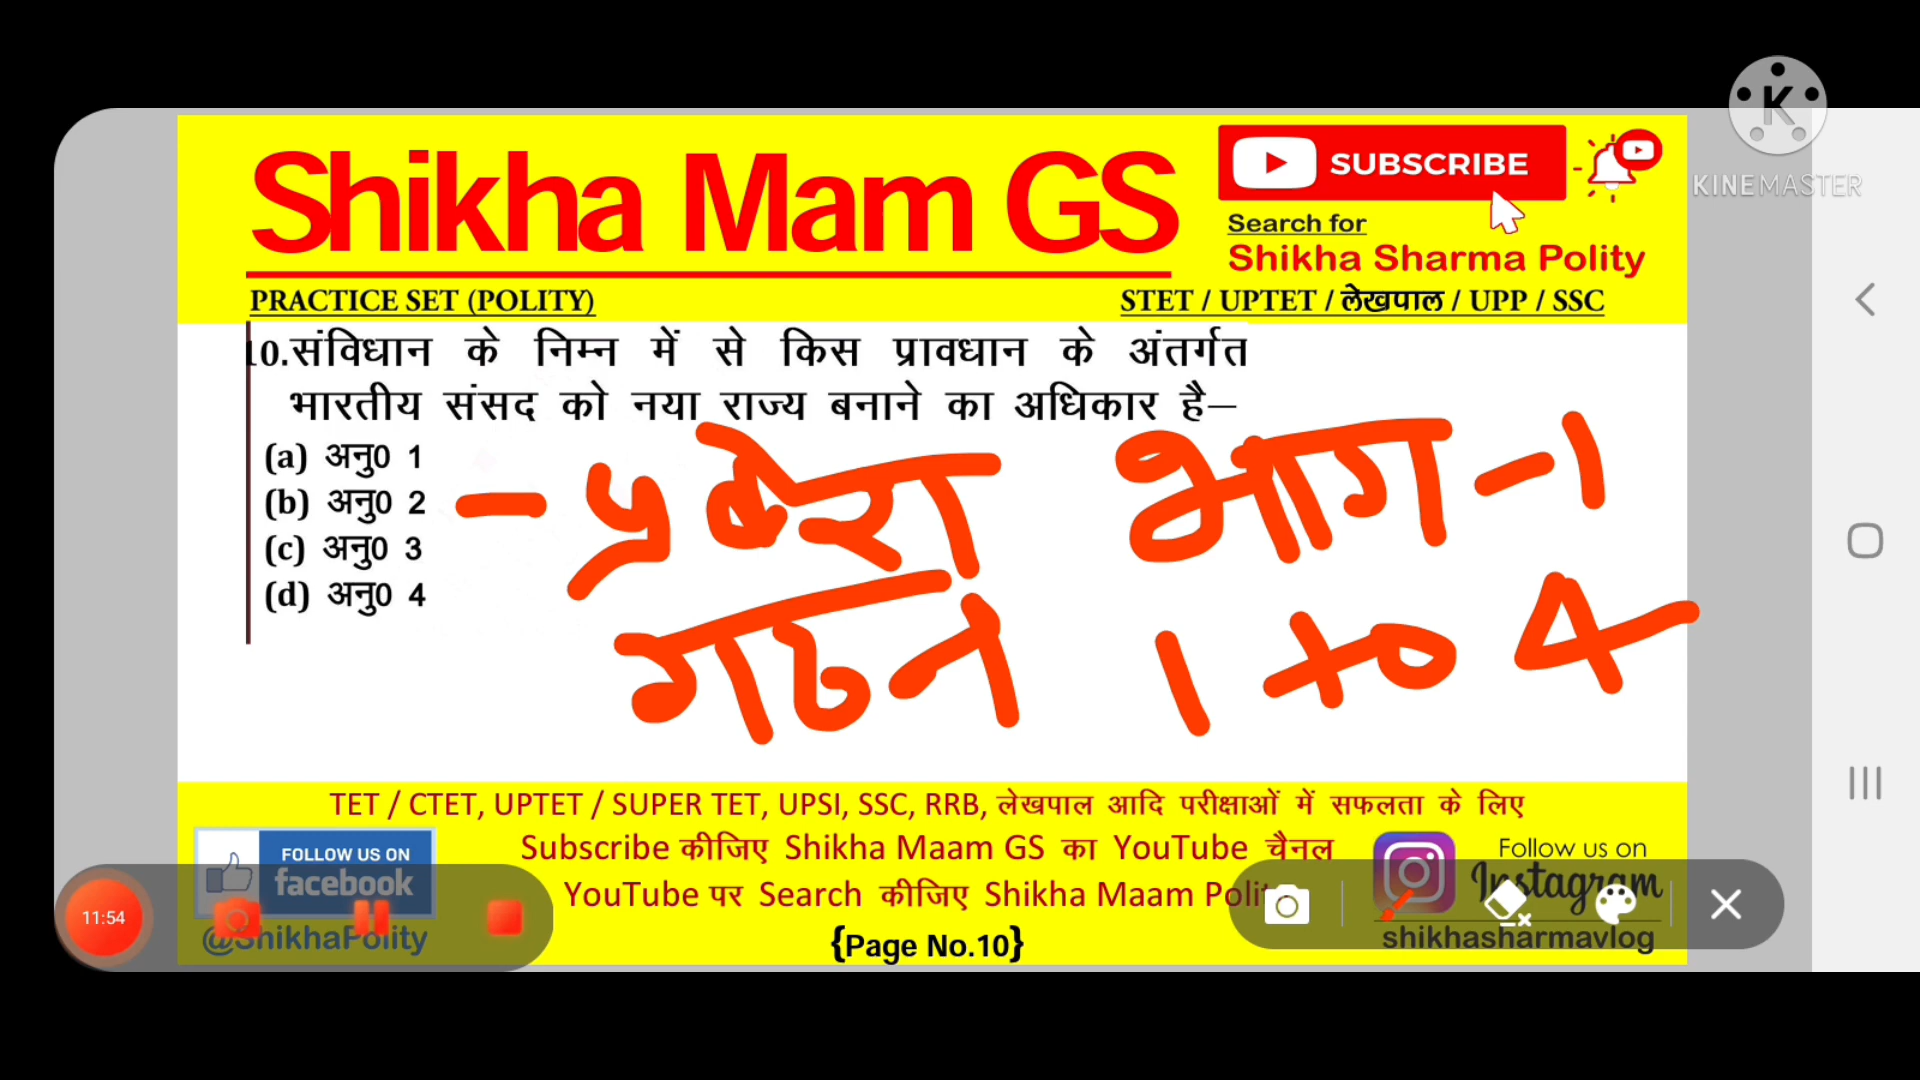 KINEMASTER
Shikha Mam GS
SUBSCRIBE
Search for
Shikha Sharma Polity
PRACTICE SET (POLITY)
STET / UPTET / लेखपाल / UPP / SSC
10.संविधान के निम्न में से किस प्रावधान के अंतर्गत
भारतीय संसद को नया राज्य बनाने का अधिकार है–
(a) अनु0 1
(b) अनु0 2
(c) अनु0 3
(d) अनु0 4
– प्रवेश
गठन
भाग - 1
1 to 4
TET / CTET, UPTET / SUPER TET, UPSI, SSC, RRB, लेखपाल आदि परीक्षाओं में सफलता के लिए
Subscribe कीजिए Shikha Maam GS का YouTube चैनल
YouTube पर Search कीजिए Shikha Maam Polit
{Page No.10}
FOLLOW US ON
facebook
@ShikhaPolity
11:54
Follow us on
Instagram
shikhasharmavlog